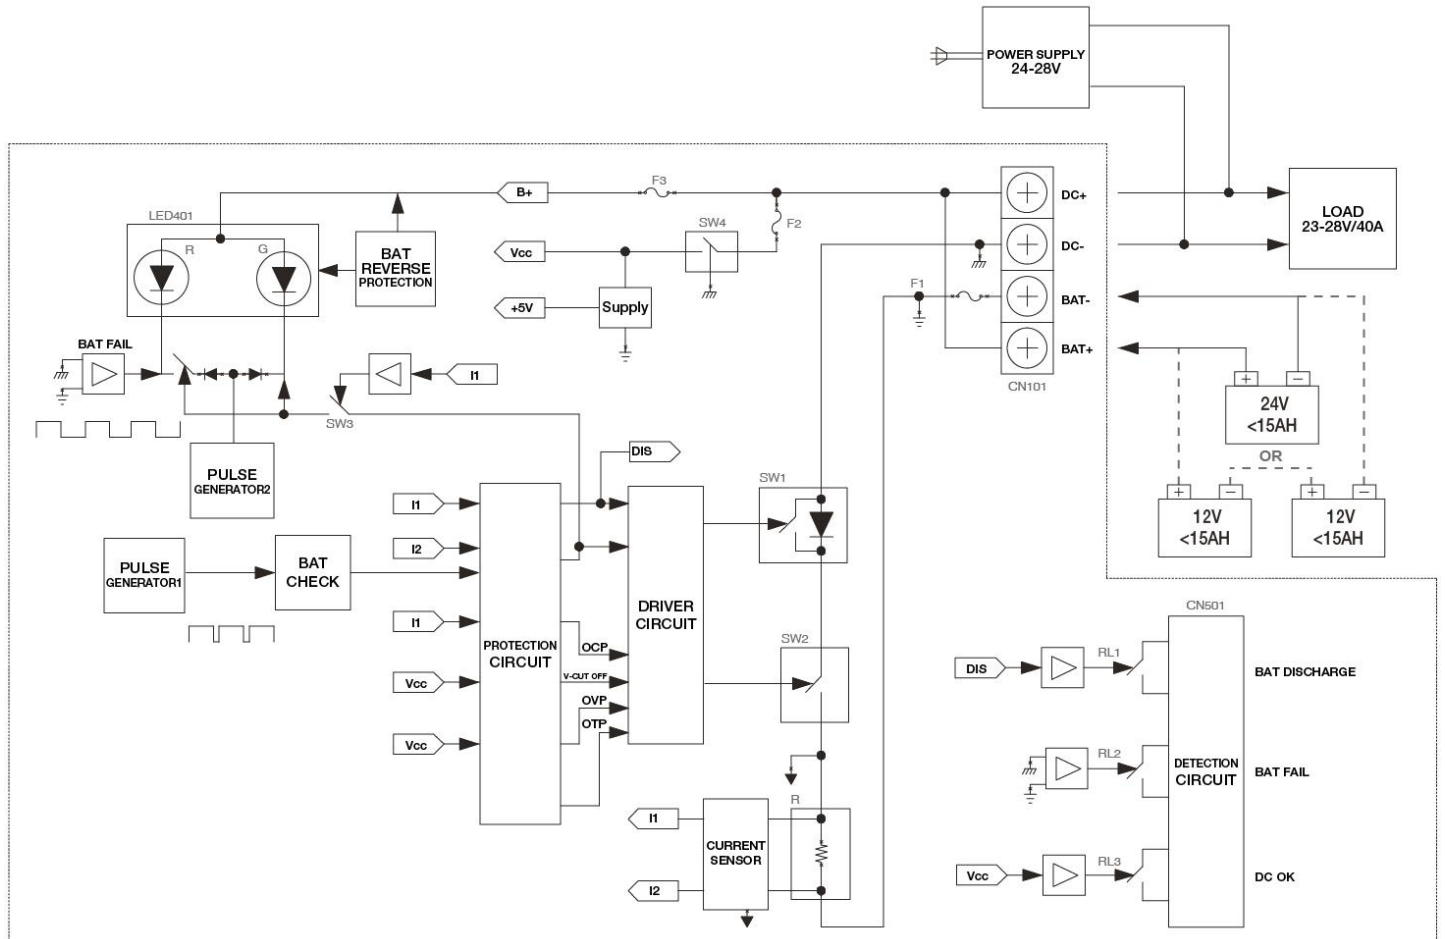 POWER SUPPLY
24-28V
F3
B+
DC+
LED401
R
G
F2
SW4
LOAD
23-28V/40A
BAT
REVERSE
PROTECTION
Vcc
DC-
F1
+5V
Supply
BAT-
BAT FAIL
BAT+
I1
CN101
SW3
+
−
24V
<15AH
OR
DIS
PULSE
GENERATOR2
SW1
+
−
+
−
12V
<15AH
12V
<15AH
I1
I2
PULSE
GENERATOR1
BAT
CHECK
DRIVER
CIRCUIT
CN501
I1
PROTECTION
CIRCUIT
OCP
SW2
DIS
RL1
BAT DISCHARGE
Vcc
V-CUT OFF
OVP
OTP
Vcc
RL2
DETECTION
CIRCUIT
BAT FAIL
R
I1
CURRENT
SENSOR
I2
Vcc
RL3
DC OK